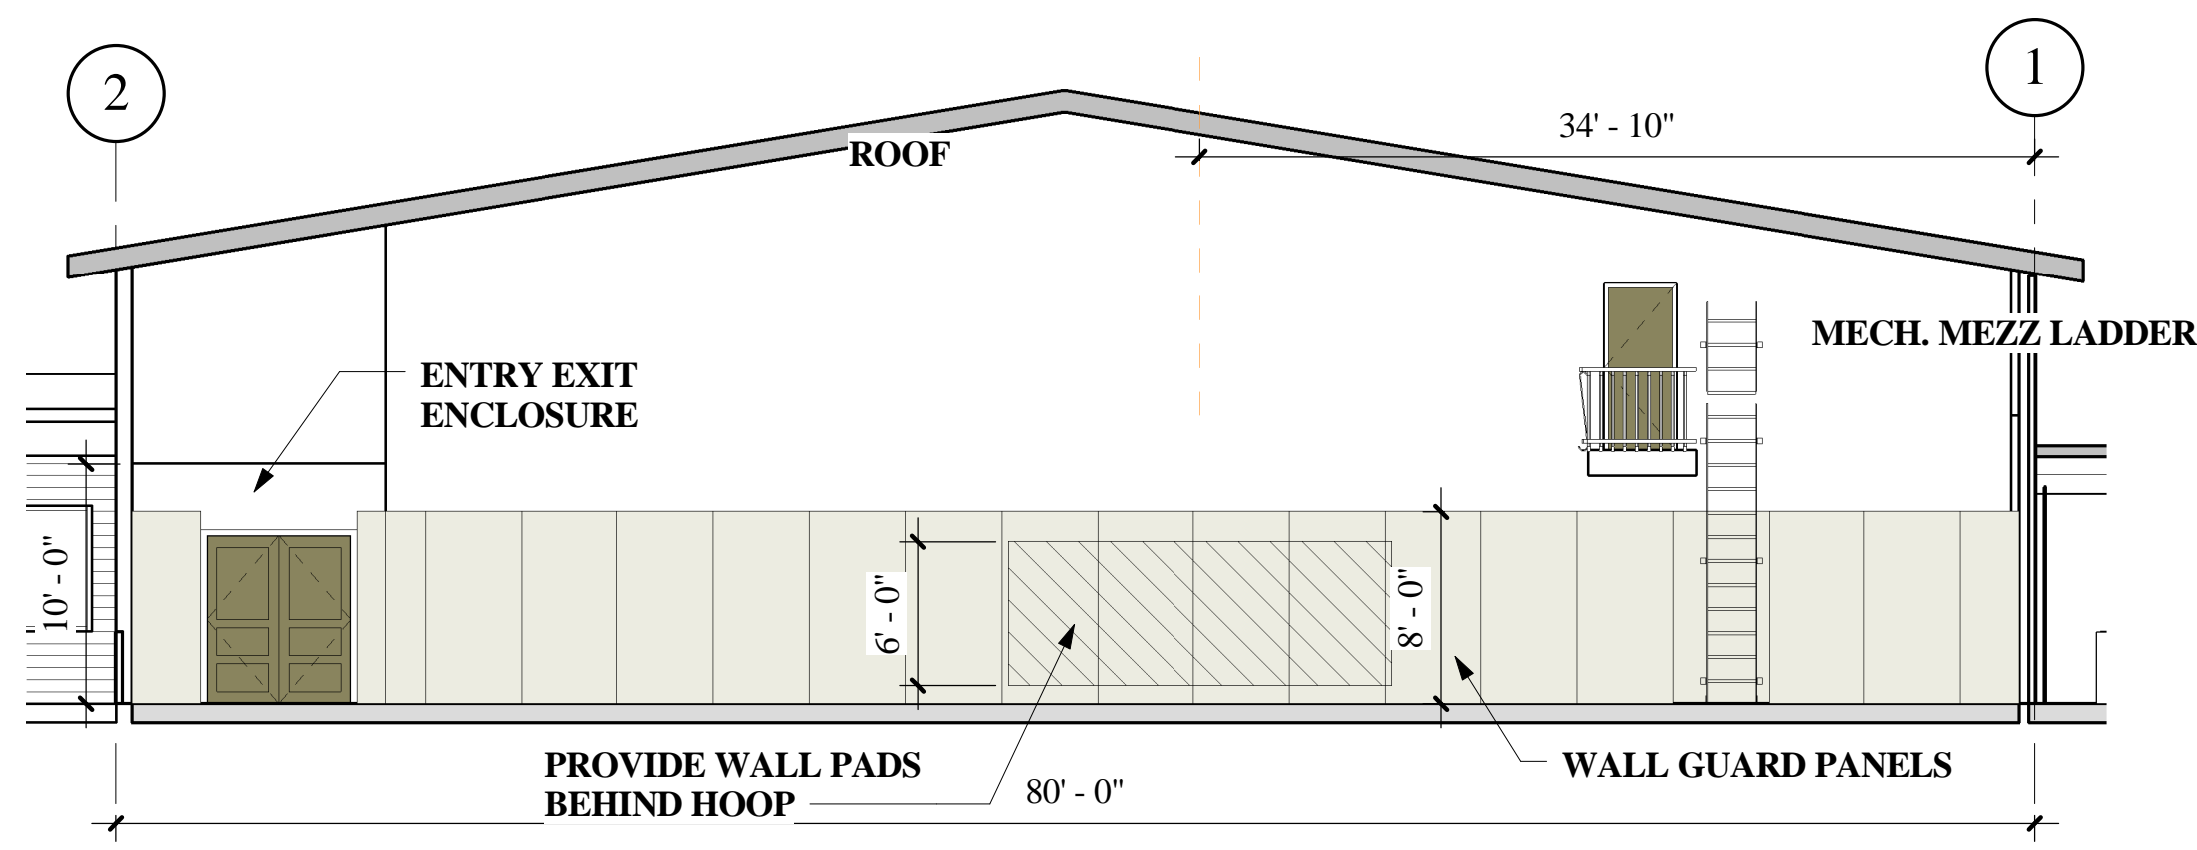 2
1
34' - 10"
ROOF
MECH. MEZZ LADDER
ENTRY EXIT
ENCLOSURE
10' - 0"
6' - 0"
8' - 0"
PROVIDE WALL PADS
BEHIND HOOP
80' - 0"
WALL GUARD PANELS